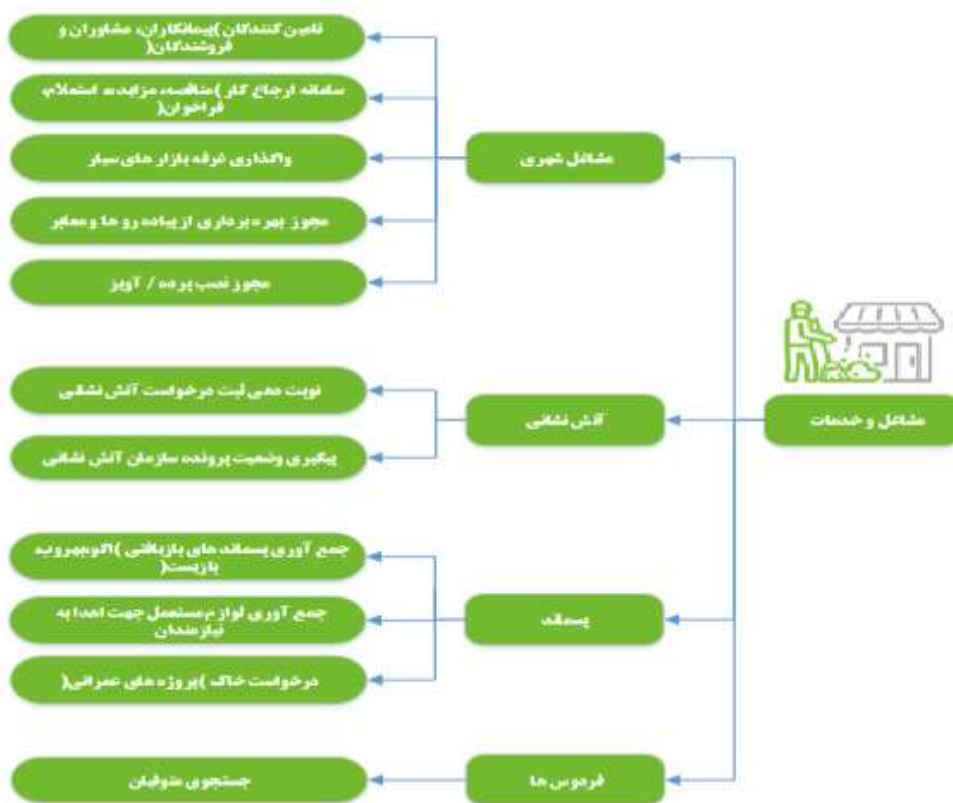 مشاغل و خدمات
مشاغل شهری
تامین کنندگان )پیمانکاران، مشاوران و
فروشندگان(
سامانه ارجاع کار )مناقصه، مزایده، استعلام،
فراخوان(
واگذاری غرفه بازار های سیار
مجوز بهره برداری از پیاده رو ها و معابر
مجوز نصب پرده / آویز
آتش نشانی
نوبت دهی ثبت درخواست آتش نشانی
پیگیری وضعیت پرونده سازمان آتش نشانی
پسماند
جمع آوری پسماند های بازیافتی )اکوجهروب،
بازیست(
جمع آوری لوازم مستعمل جهت اهدا به
نیازمندان
درخواست خاک )پروژه های عمرانی(
فردوس ها
جستجوی متوفیان